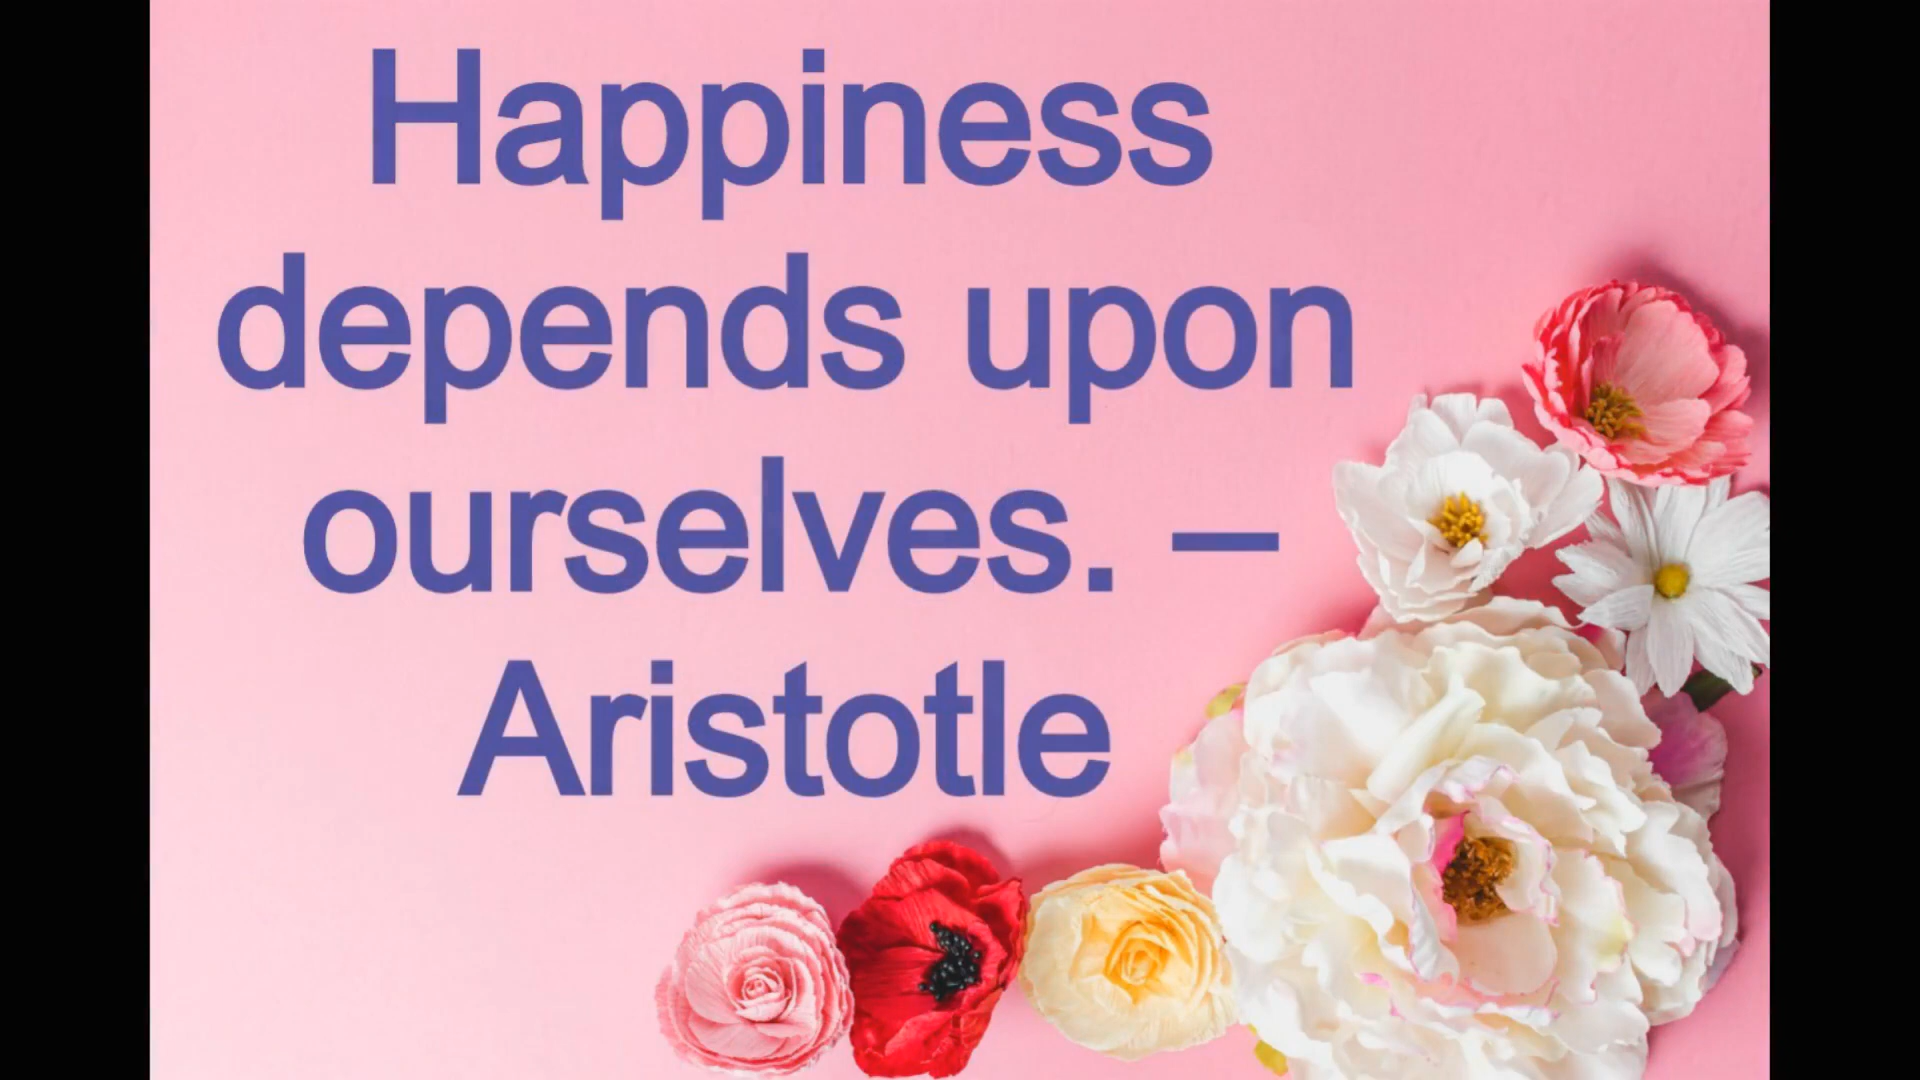 Happiness
depends upon
ourselves. –
Aristotle